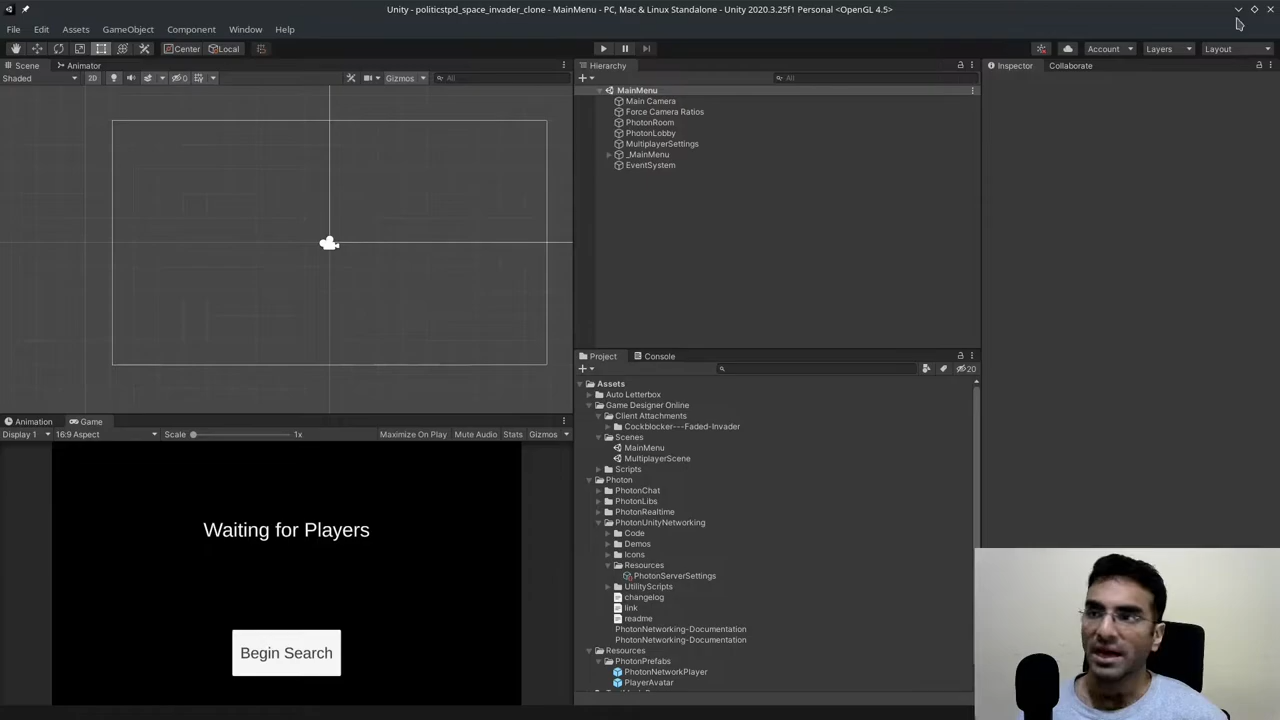 Unity - politicstpd_space_invader_clone - MainMenu - PC, Mac & Linux Standalone - Unity 2020.3.25f1 Personal <OpenGL 4.5>
File Edit Assets GameObject Component Window Help
Center Local Account Layers Layout
Scene Animator
Shaded 2D 0 Gizmos All
Hierarchy
All
MainMenu
Main Camera
Force Camera Ratios
PhotonRoom
PhotonLobby
MultiplayerSettings
_MainMenu
EventSystem
Inspector Collaborate
Animation Game
Display 1 16:9 Aspect Scale 1x Maximize On Play Mute Audio Stats Gizmos
Waiting for Players
Begin Search
Project Console
20
Assets
Auto Letterbox
Game Designer Online
Client Attachments
Cockblocker---Faded-Invader
Scenes
MainMenu
MultiplayerScene
Scripts
Photon
PhotonChat
PhotonLibs
PhotonRealtime
PhotonUnityNetworking
Code
Demos
Icons
Resources
PhotonServerSettings
UtilityScripts
changelog
link
readme
PhotonNetworking-Documentation
PhotonNetworking-Documentation
Resources
PhotonPrefabs
PhotonNetworkPlayer
PlayerAvatar